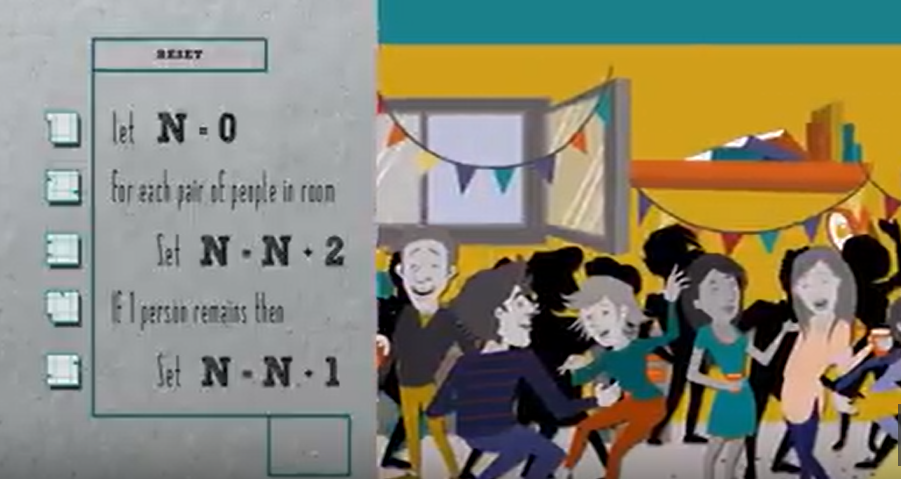 RESET
let N = 0
For each pair of people in room
Set N = N + 2
If 1 person remains then
Set N = N + 1